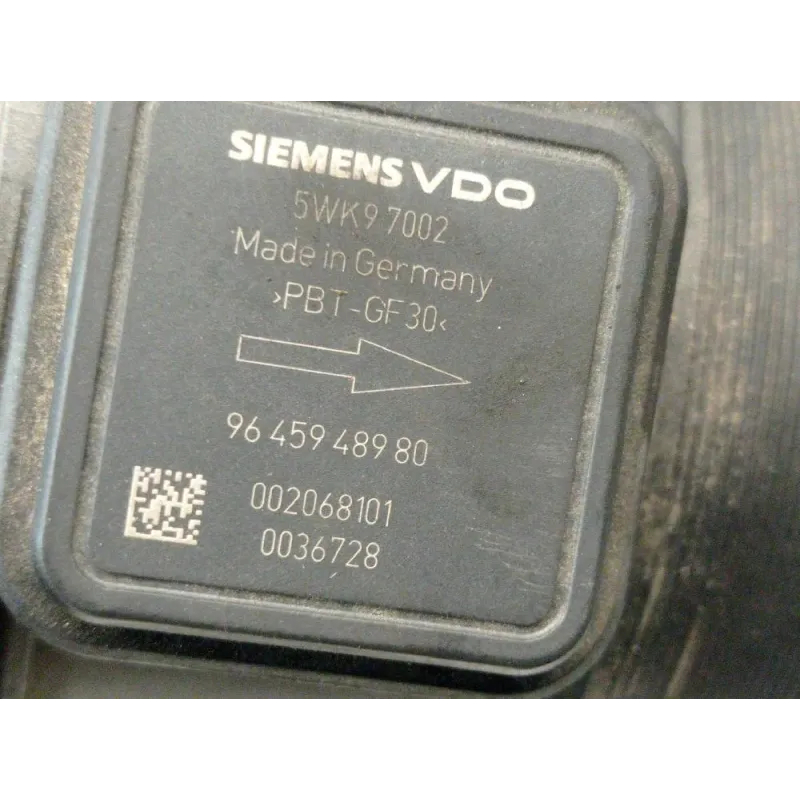 SIEMENS VDO
5WK9 7002
Made in Germany
>PBT-GF30<
96 459 489 80
002068101
0036728